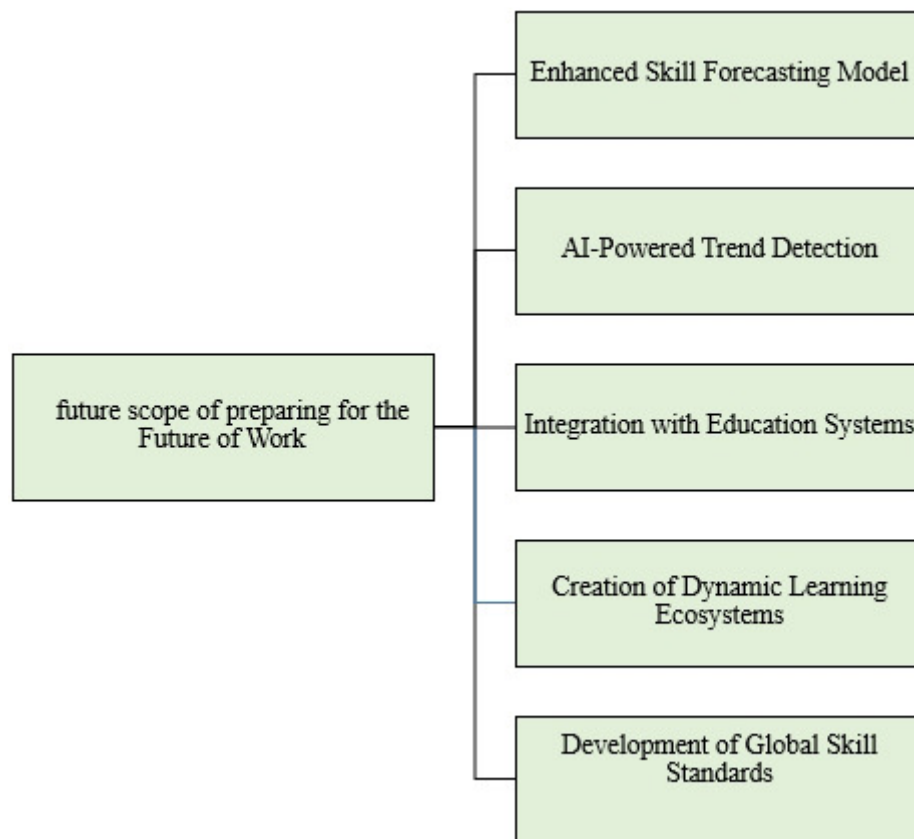 Enhanced Skill Forecasting Model
AI-Powered Trend Detection
future scope of preparing for the
Future of Work
Integration with Education Systems
Creation of Dynamic Learning
Ecosystems
Development of Global Skill
Standards